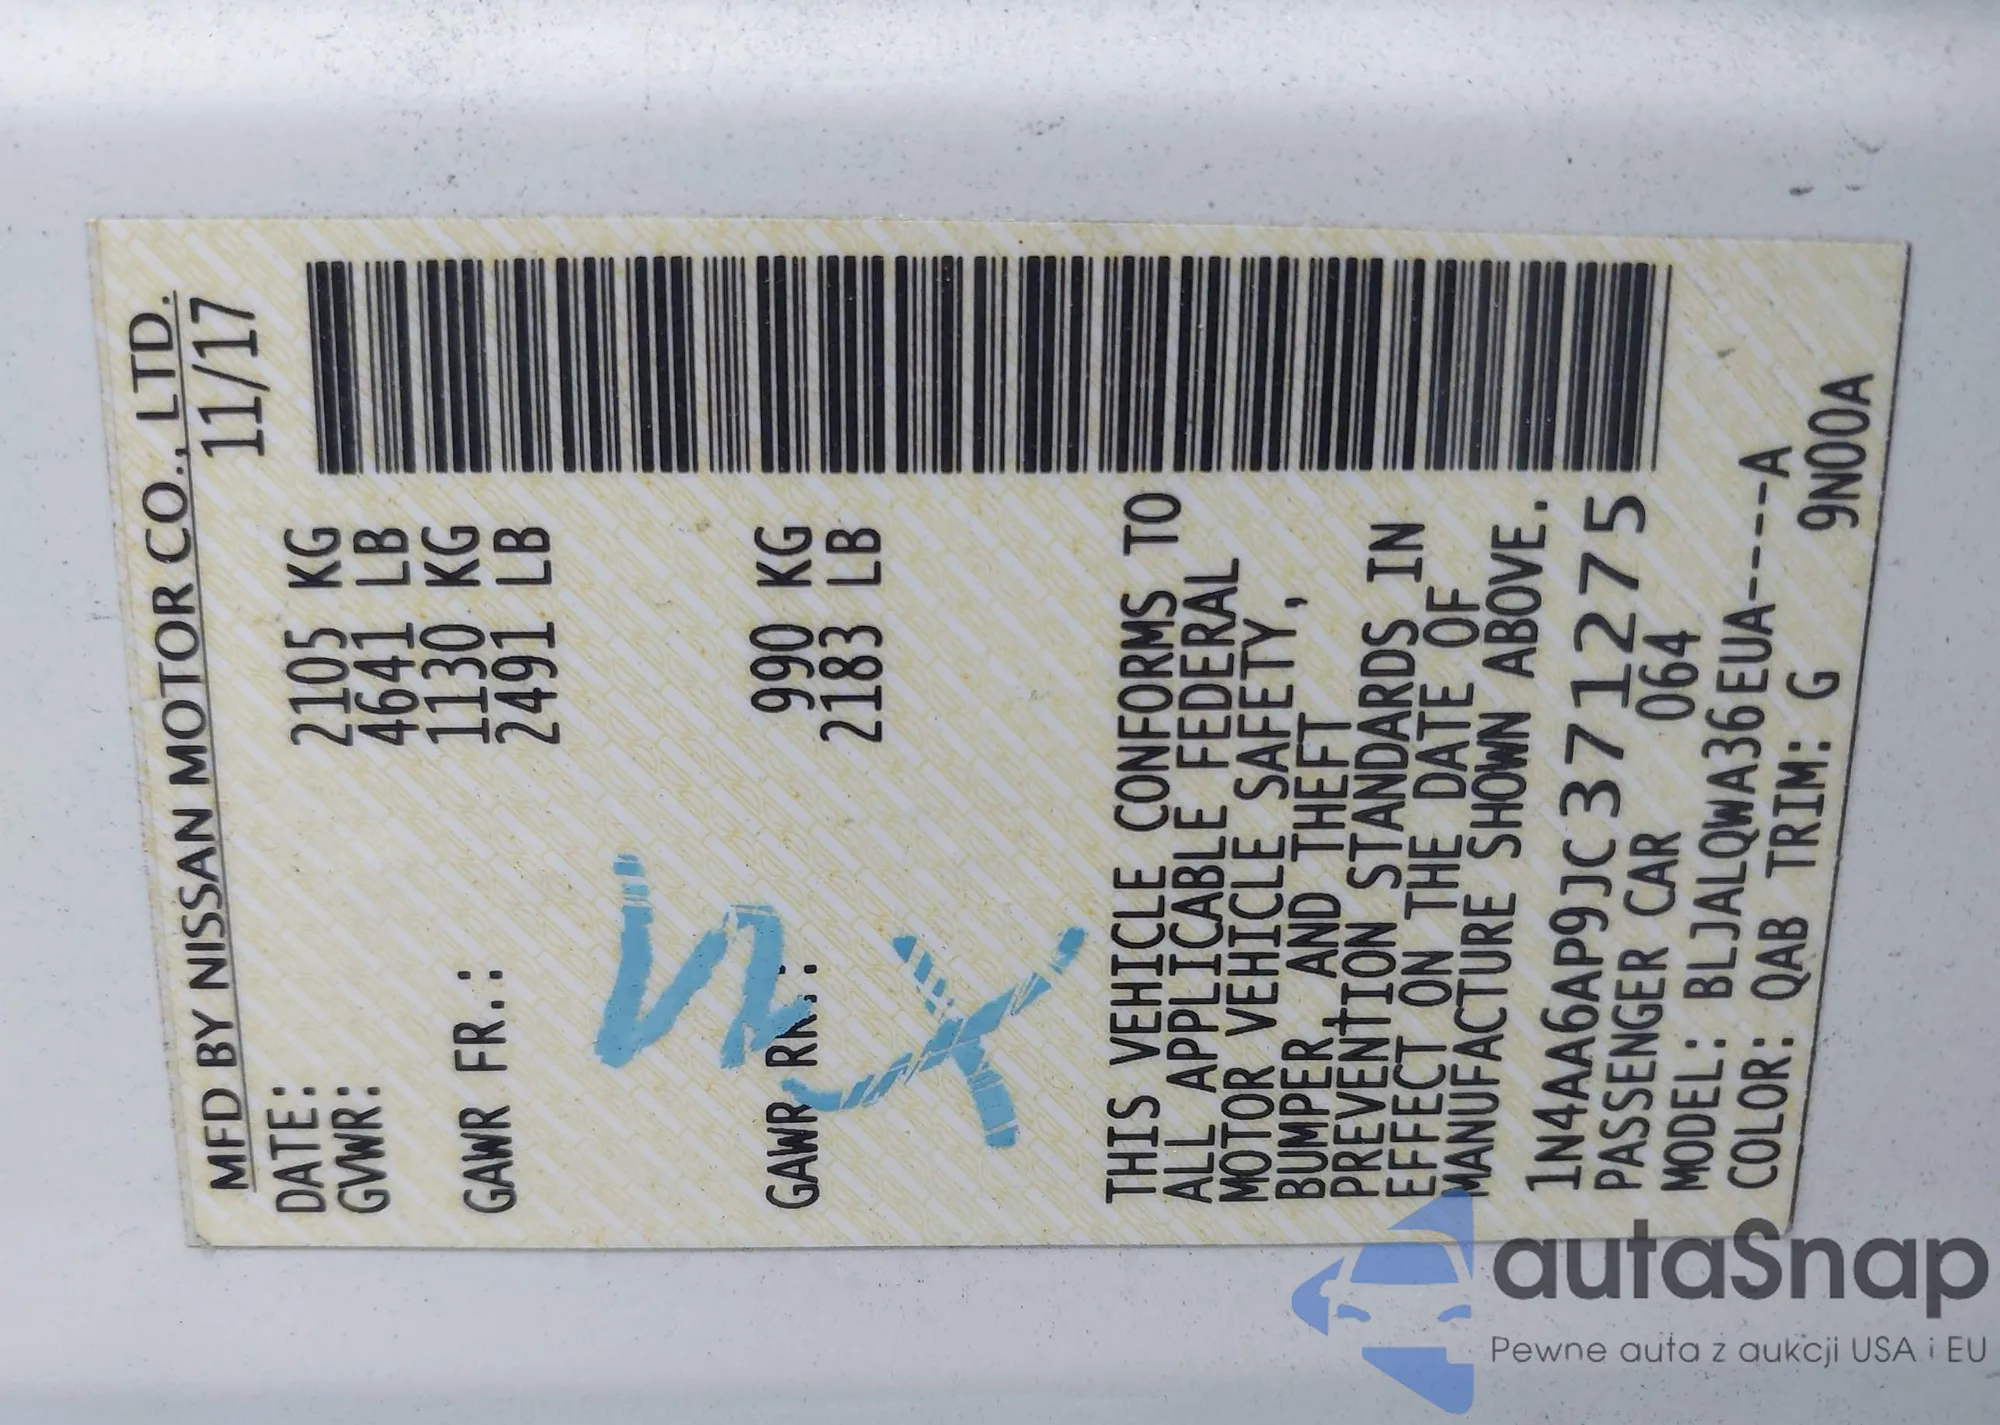 MFD BY NISSAN MOTOR CO., LTD.
DATE: 11/17
GVWR: 2105 KG
4641 LB
GAWR FR.: 1130 KG
2491 LB
GAWR RR.: 990 KG
2183 LB
THIS VEHICLE CONFORMS TO
ALL APPLICABLE FEDERAL
MOTOR VEHICLE SAFETY,
BUMPER, AND THEFT
PREVENTION STANDARDS IN
EFFECT ON THE DATE OF
MANUFACTURE SHOWN ABOVE.
1N4AA6AP9JC371275
PASSENGER CAR 064
MODEL: BLJALQWA36EUA----A
COLOR: QAB TRIM: G 9N00A
autaSnap
Pewne auta z aukcji USA i EU